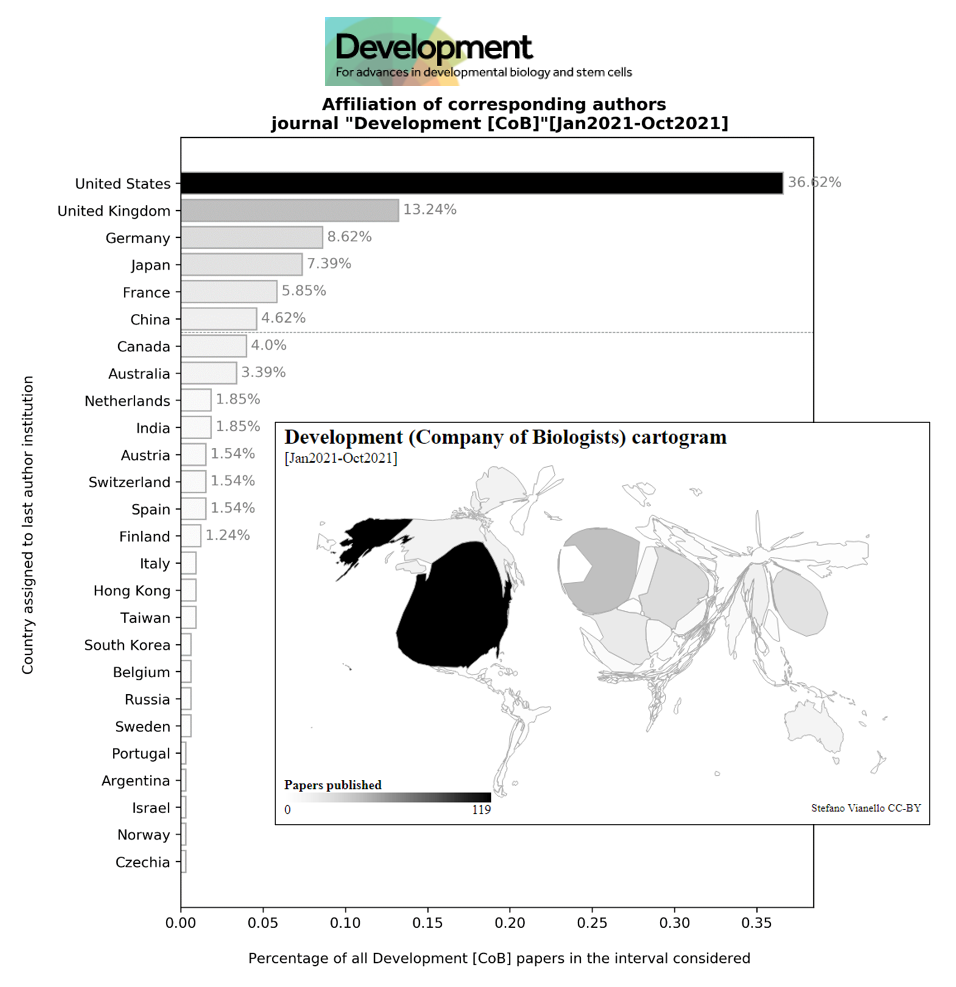 Development
For advances in developmental biology and stem cells
Affiliation of corresponding authors
journal "Development [CoB]"[Jan2021-Oct2021]
Country assigned to last author institution
United States 36.62%
United Kingdom 13.24%
Germany 8.62%
Japan 7.39%
France 5.85%
China 4.62%
Canada 4.0%
Australia 3.39%
Netherlands 1.85%
India 1.85%
Austria 1.54%
Switzerland 1.54%
Spain 1.54%
Finland 1.24%
Italy
Hong Kong
Taiwan
South Korea
Belgium
Russia
Sweden
Portugal
Argentina
Israel
Norway
Czechia
Development (Company of Biologists) cartogram
[Jan2021-Oct2021]
Papers published
0 119
Stefano Vianello CC-BY
0.00 0.05 0.10 0.15 0.20 0.25 0.30 0.35
Percentage of all Development [CoB] papers in the interval considered